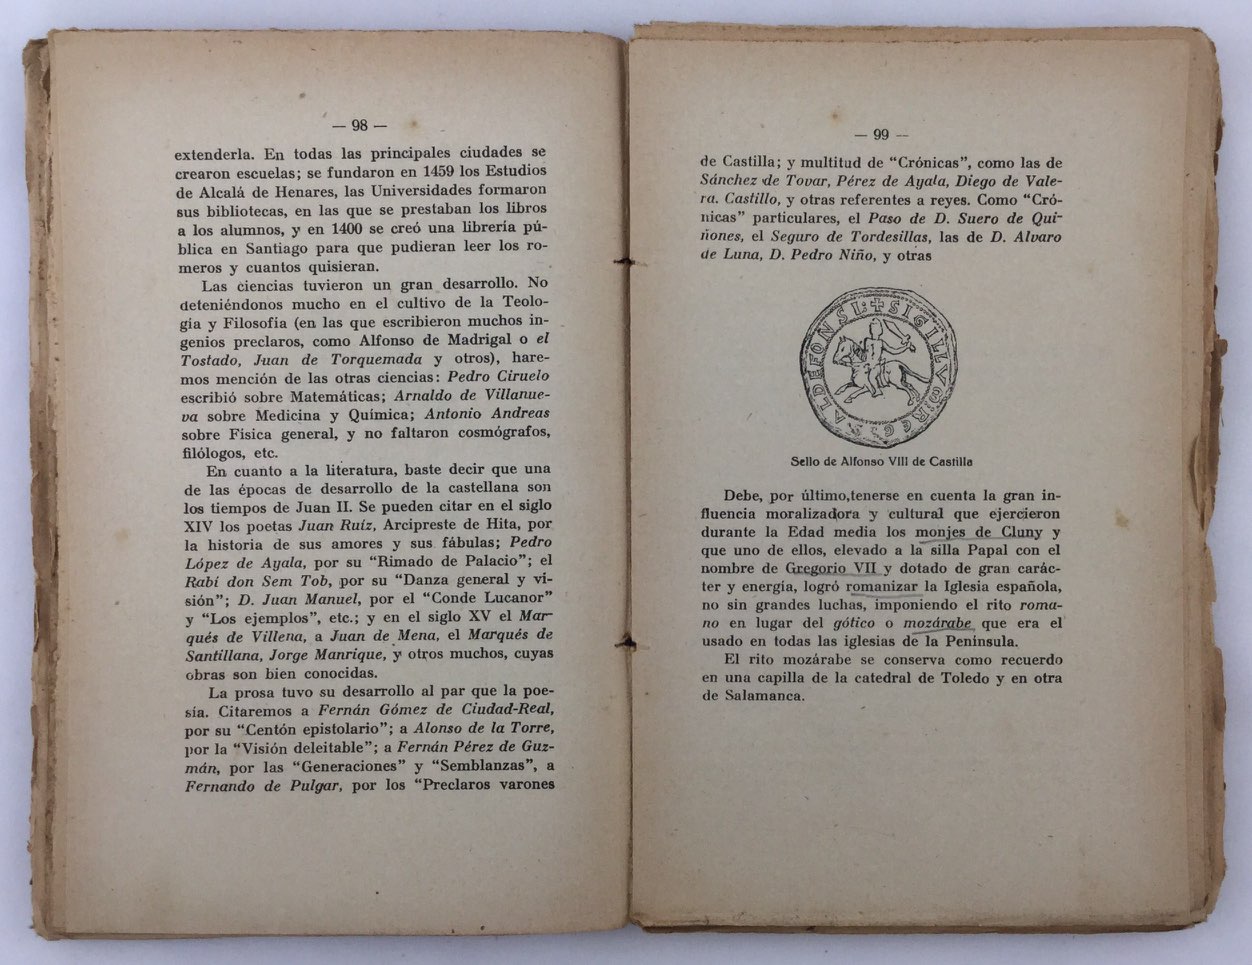 — 98 —
extenderla. En todas las principales ciudades se
crearon escuelas; se fundaron en 1459 los Estudios
de Alcalá de Henares, las Universidades formaron
sus bibliotecas, en las que se prestaban los libros
a los alumnos, y en 1400 se creó una librería pú-
blica en Santiago para que pudieran leer los ro-
meros y cuantos quisieran.
Las ciencias tuvieron un gran desarrollo. No
deteniéndonos mucho en el cultivo de la Teolo-
gía y Filosofía (en las que escribieron muchos in-
genios preclaros, como Alfonso de Madrigal o el
Tostado, Juan de Torquemada y otros), hare-
mos mención de las otras ciencias: Pedro Ciruelo
escribió sobre Matemáticas; Arnaldo de Villanue-
va sobre Medicina y Química; Antonio Andreas
sobre Física general, y no faltaron cosmógrafos,
filólogos, etc.
En cuanto a la literatura, baste decir que una
de las épocas de desarrollo de la castellana son
los tiempos de Juan II. Se pueden citar en el siglo
XIV los poetas Juan Ruiz, Arcipreste de Hita, por
la historia de sus amores y sus fábulas; Pedro
López de Ayala, por su “Rimado de Palacio”; el
Rabí don Sem Tob, por su “Danza general y vi-
sión”; D. Juan Manuel, por el “Conde Lucanor”
y “Los ejemplos”, etc.; y en el siglo XV el Mar-
qués de Villena, a Juan de Mena, el Marqués de
Santillana, Jorge Manrique, y otros muchos, cuyas
obras son bien conocidas.
La prosa tuvo su desarrollo al par que la poe-
sía. Citaremos a Fernán Gómez de Ciudad-Real,
por su “Centón epistolario”; a Alonso de la Torre,
por la “Visión deleitable”; a Fernán Pérez de Guz-
mán, por las “Generaciones” y “Semblanzas”, a
Fernando de Pulgar, por los “Preclaros varones
— 99 —
de Castilla; y multitud de “Crónicas”, como las de
Sánchez de Tovar, Pérez de Ayala, Diego de Vale-
ra. Castillo, y otras referentes a reyes. Como “Cró-
nicas” particulares, el Paso de D. Suero de Qui-
ñones, el Seguro de Tordesillas, las de D. Alvaro
de Luna, D. Pedro Niño, y otras
SIGILLVM: REGIS ALDEFONSI:
Sello de Alfonso VIII de Castilla
Debe, por último,tenerse en cuenta la gran in-
fluencia moralizadora y cultural que ejercieron
durante la Edad media los monjes de Cluny y
que uno de ellos, elevado a la silla Papal con el
nombre de Gregorio VII y dotado de gran carác-
ter y energía, logró romanizar la Iglesia española,
no sin grandes luchas, imponiendo el rito roma-
no en lugar del gótico o mozárabe que era el
usado en todas las iglesias de la Península.
El rito mozárabe se conserva como recuerdo
en una capilla de la catedral de Toledo y en otra
de Salamanca.